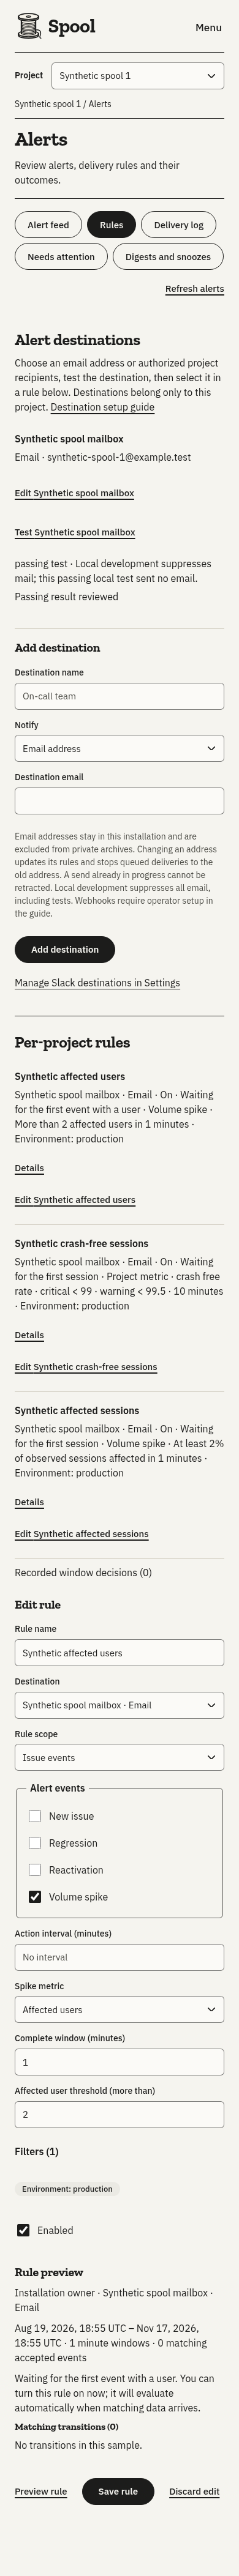 Spool
Menu
Project
Synthetic spool 1
Synthetic spool 1 / Alerts
Alerts
Review alerts, delivery rules and their
outcomes.
Alert feed
Rules
Delivery log
Needs attention
Digests and snoozes
Refresh alerts
Alert destinations
Choose an email address or authorized project
recipients, test the destination, then select it in
a rule below. Destinations belong only to this
project. Destination setup guide
Synthetic spool mailbox
Email · synthetic-spool-1@example.test
Edit Synthetic spool mailbox
Test Synthetic spool mailbox
passing test · Local development suppresses
mail; this passing local test sent no email.
Passing result reviewed
Add destination
Destination name
On-call team
Notify
Email address
Destination email
Email addresses stay in this installation and are
excluded from private archives. Changing an address
updates its rules and stops queued deliveries to the
old address. A send already in progress cannot be
retracted. Local development suppresses all email,
including tests. Webhooks require operator setup in
the guide.
Add destination
Manage Slack destinations in Settings
Per-project rules
Synthetic affected users
Synthetic spool mailbox · Email · On · Waiting
for the first event with a user · Volume spike ·
More than 2 affected users in 1 minutes ·
Environment: production
Details
Edit Synthetic affected users
Synthetic crash-free sessions
Synthetic spool mailbox · Email · On · Waiting
for the first session · Project metric · crash free
rate · critical < 99 · warning < 99.5 · 10 minutes
· Environment: production
Details
Edit Synthetic crash-free sessions
Synthetic affected sessions
Synthetic spool mailbox · Email · On · Waiting
for the first session · Volume spike · At least 2%
of observed sessions affected in 1 minutes ·
Environment: production
Details
Edit Synthetic affected sessions
Recorded window decisions (0)
Edit rule
Rule name
Synthetic affected users
Destination
Synthetic spool mailbox · Email
Rule scope
Issue events
Alert events
New issue
Regression
Reactivation
Volume spike
Action interval (minutes)
No interval
Spike metric
Affected users
Complete window (minutes)
1
Affected user threshold (more than)
2
Filters (1)
Environment: production
Enabled
Rule preview
Installation owner · Synthetic spool mailbox ·
Email
Aug 19, 2026, 18:55 UTC – Nov 17, 2026,
18:55 UTC · 1 minute windows · 0 matching
accepted events
Waiting for the first event with a user. You can
turn this rule on now; it will evaluate
automatically when matching data arrives.
Matching transitions (0)
No transitions in this sample.
Preview rule
Save rule
Discard edit